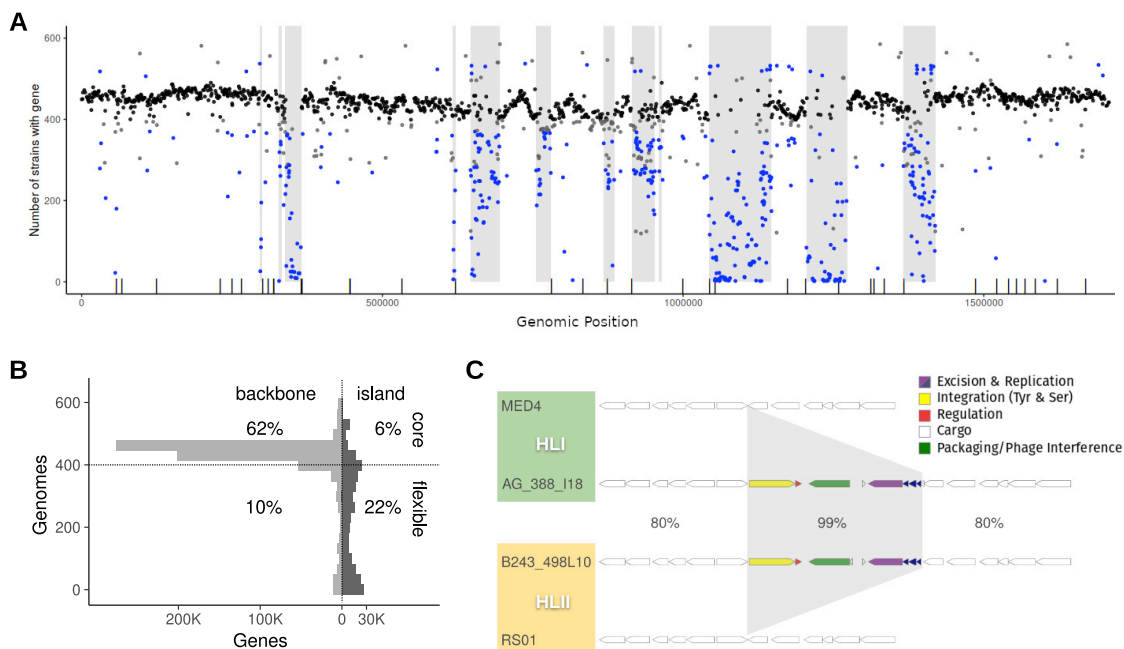 A
Number of strains with gene
600
400
200
0
0
500000
1000000
1500000
Genomic Position
B
backbone
island
600
62%
6%
core
400
10%
22%
flexible
200
0
Genomes
200K
100K
0
30K
Genes
C
MED4
HLI
AG_388_I18
80%
99%
80%
B243_498L10
HLII
RS01
Excision & Replication
Integration (Tyr & Ser)
Regulation
Cargo
Packaging/Phage Interference